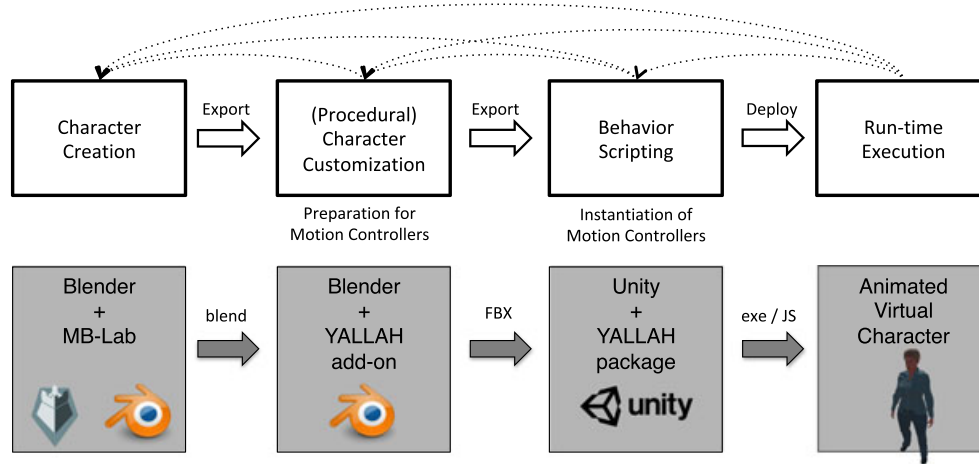 Character
Creation
Export
(Procedural)
Character
Customization
Export
Behavior
Scripting
Deploy
Run-time
Execution
Preparation for
Motion Controllers
Instantiation of
Motion Controllers
Blender
+
MB-Lab
blend
Blender
+
YALLAH
add-on
FBX
Unity
+
YALLAH
package
unity
exe / JS
Animated
Virtual
Character